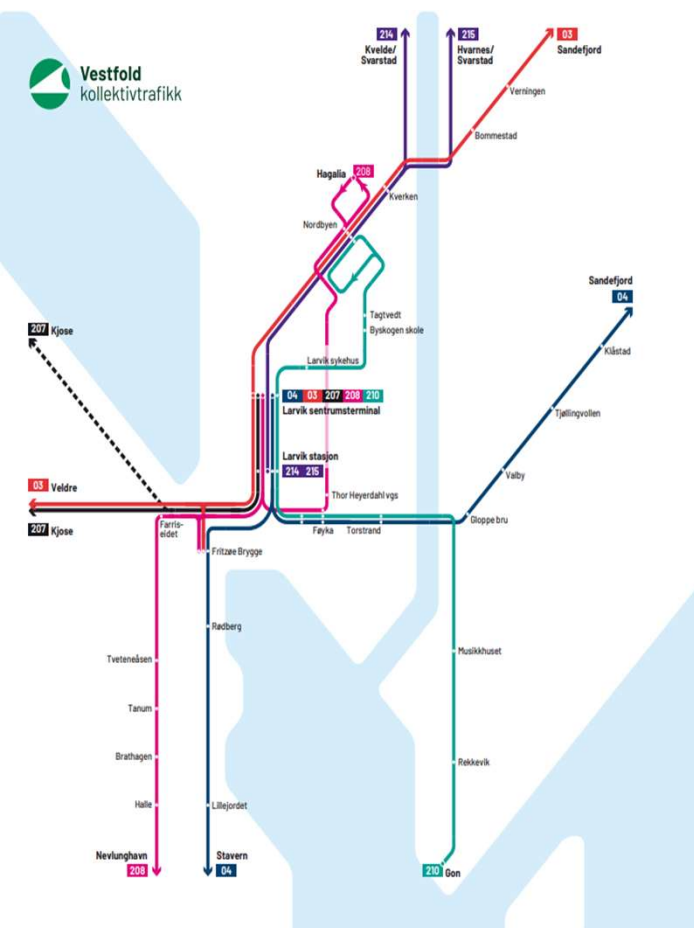 Vestfold
kollektivtrafikk
214
Kvelde/
Svarstad
215
Hvarnes/
Svarstad
03
Sandefjord
Verningen
Bommestad
Hagalia 208
Kverken
Nordbyen
Sandefjord
04
Tagtvedt
Byskogen skole
207 Kjose
Klåstad
Larvik sykehus
04 03 207 208 210
Larvik sentrumsterminal
Tjøllingvollen
Larvik stasjon
214 215
Valby
03 Veldre
Thor Heyerdahl vgs
207 Kjose
Farris-
eidet
Føyka
Torstrand
Gloppe bru
Fritzøe Brygge
Rødberg
Tveteneåsen
Musikkhuset
Tanum
Brathagen
Rekkevik
Halle
Lillejordet
Nevlunghavn
208
Stavern
04
210 Gon